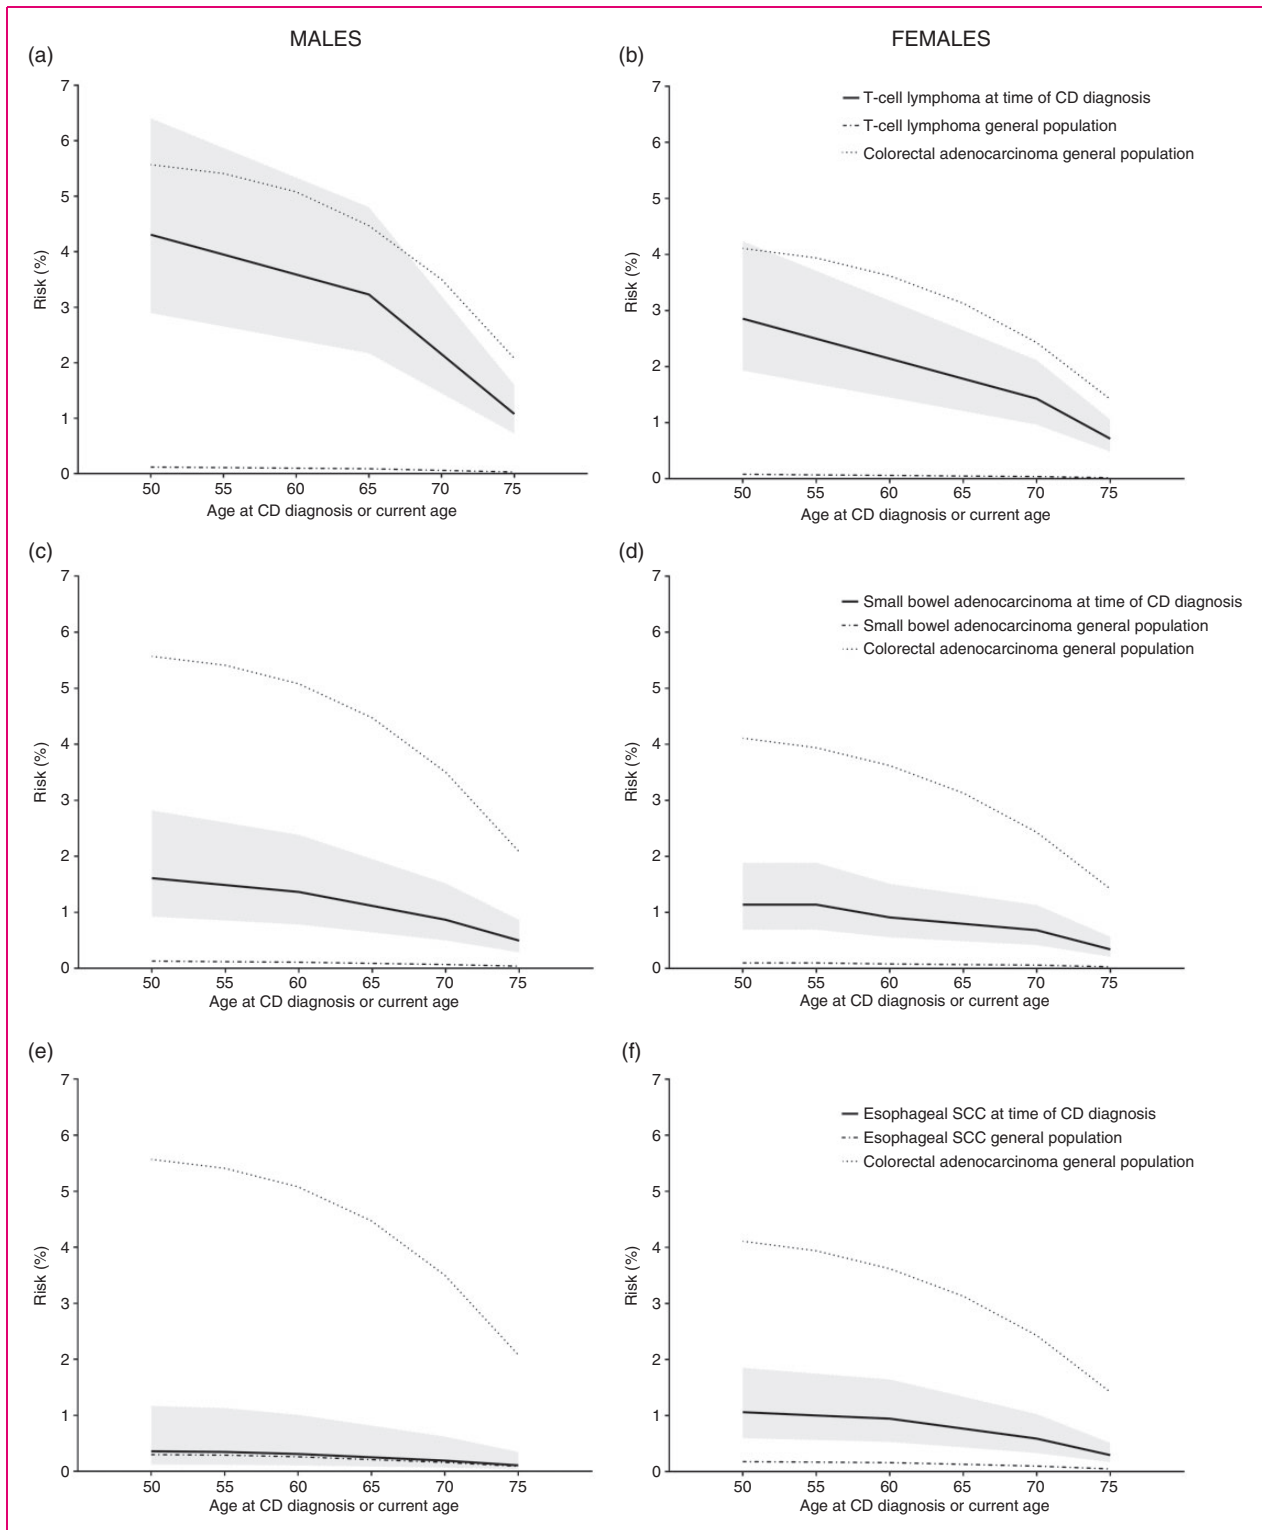 MALES
FEMALES
(a)
7
6
5
4
3
2
1
0
Risk (%)
50 55 60 65 70 75
Age at CD diagnosis or current age
(b)
7
6
5
4
3
2
1
0
Risk (%)
T-cell lymphoma at time of CD diagnosis
T-cell lymphoma general population
Colorectal adenocarcinoma general population
50 55 60 65 70 75
Age at CD diagnosis or current age
(c)
7
6
5
4
3
2
1
0
Risk (%)
50 55 60 65 70 75
Age at CD diagnosis or current age
(d)
7
6
5
4
3
2
1
0
Risk (%)
Small bowel adenocarcinoma at time of CD diagnosis
Small bowel adenocarcinoma general population
Colorectal adenocarcinoma general population
50 55 60 65 70 75
Age at CD diagnosis or current age
(e)
7
6
5
4
3
2
1
0
Risk (%)
50 55 60 65 70 75
Age at CD diagnosis or current age
(f)
7
6
5
4
3
2
1
0
Risk (%)
Esophageal SCC at time of CD diagnosis
Esophageal SCC general population
Colorectal adenocarcinoma general population
50 55 60 65 70 75
Age at CD diagnosis or current age